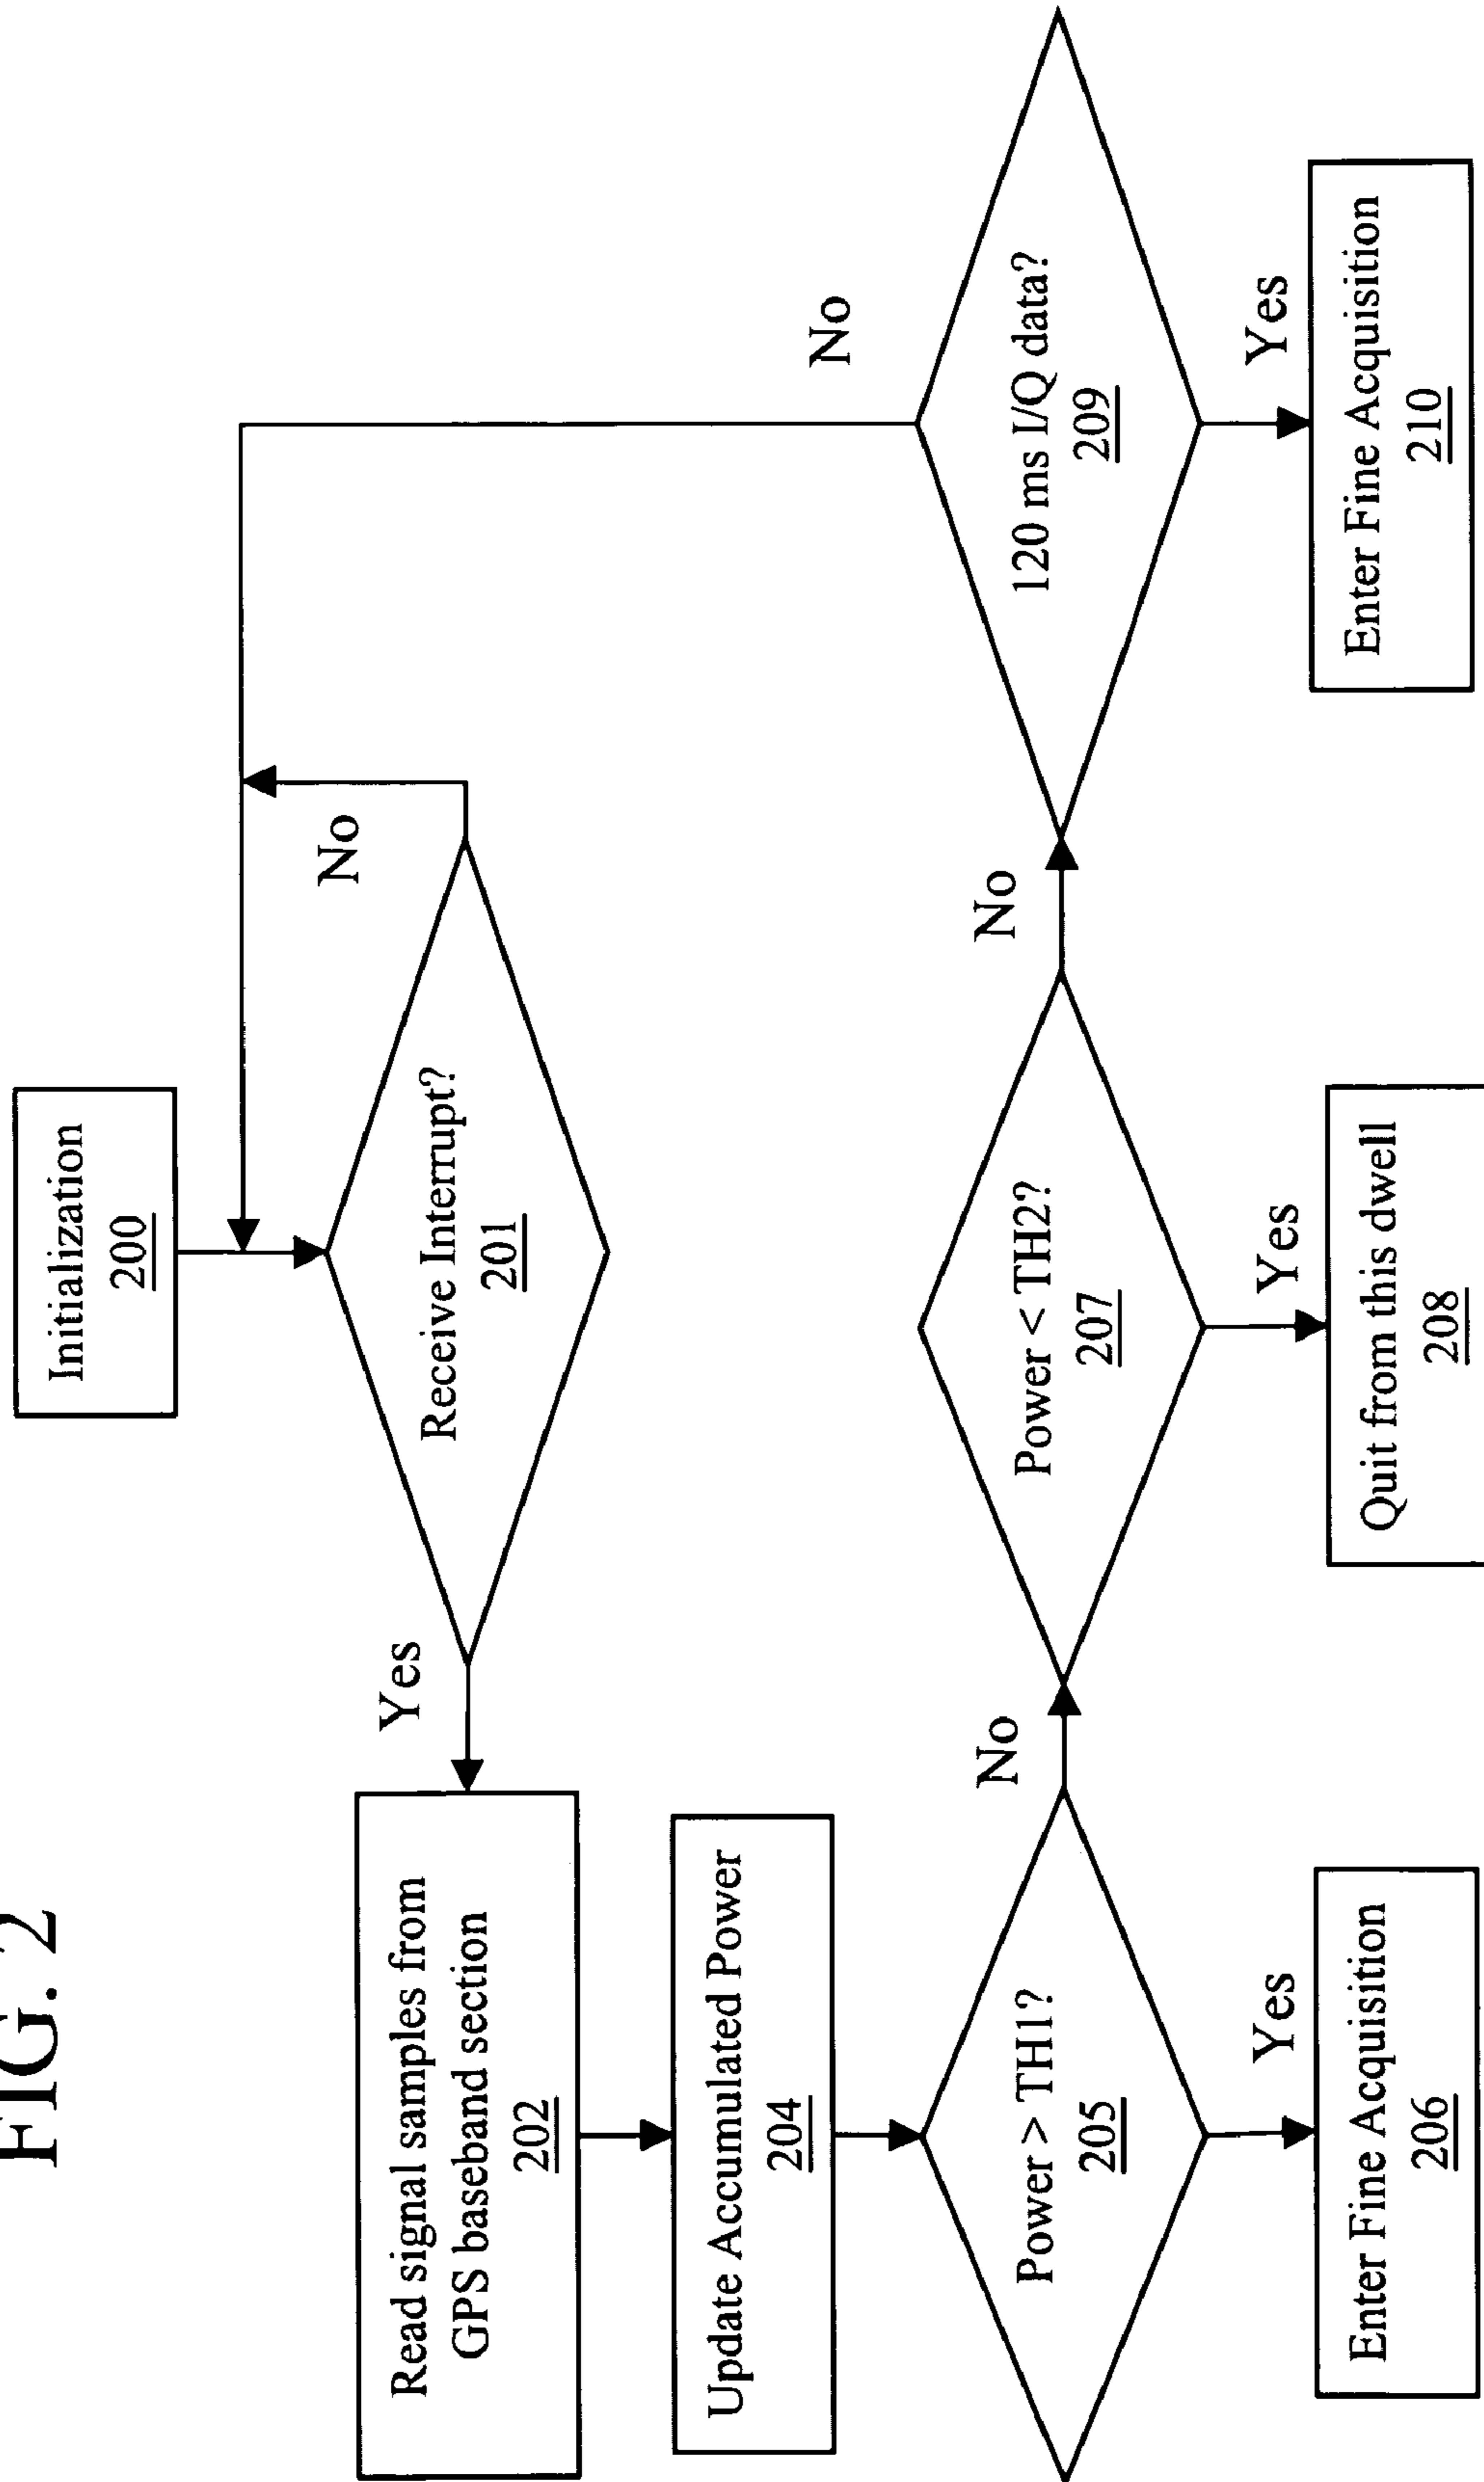 FIG. 2
Initialization
200
Receive Interrupt?
201
No
Yes
Read signal samples from
GPS baseband section
202
Update Accumulated Power
204
Power > TH1?
205
Yes
Enter Fine Acquisition
206
No
Power < TH2?
207
Yes
Quit from this dwell
208
No
120 ms I/Q data?
209
No
Yes
Enter Fine Acquisition
210